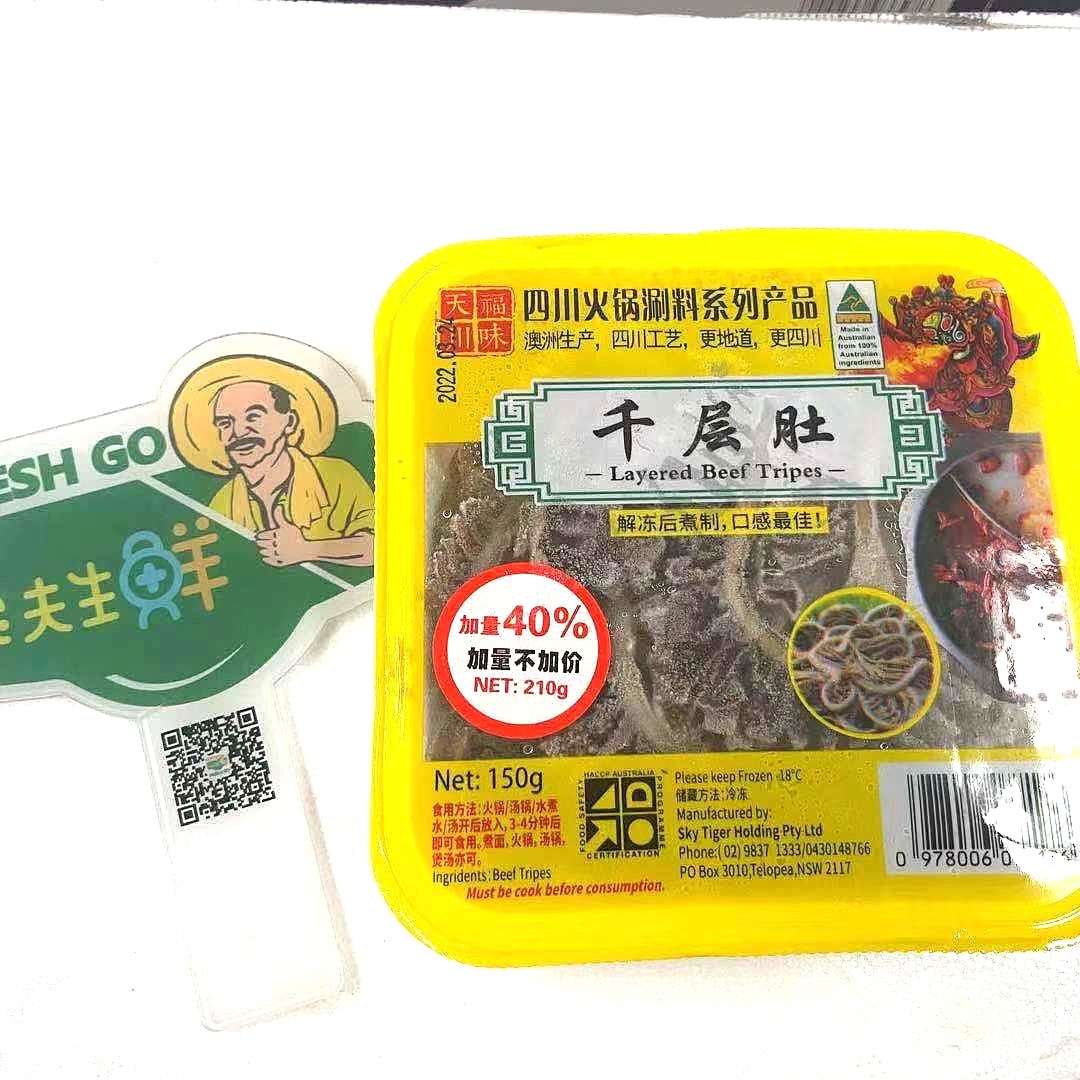 ESH GO
夫生鲜
天福
川味
2022.08.24
四川火锅涮料系列产品
澳洲生产,四川工艺,更地道,更四川
Made in
Australian
from 100%
Australian
ingredients
千层肚
Layered Beef Tripes
解冻后煮制,口感最佳!
加量40%
加量不加价
NET: 210g
Net: 150g
食用方法:火锅/汤锅/水煮
水/汤开后放入, 3-4分钟后
即可食用。煮面,火锅,汤锅,
煲汤亦可。
Ingridents: Beef Tripes
Must be cook before consumption.
HACCP AUSTRALIA
FOOD SAFETY
PROGRAMME
CERTIFICATION
Please keep Frozen -18°C
储藏方法:冷冻
Manufactured by:
Sky Tiger Holding Pty Ltd
Phone:( 02) 9837 1333/0430148766
PO Box 3010,Telopea,NSW 2117
0 978006 0